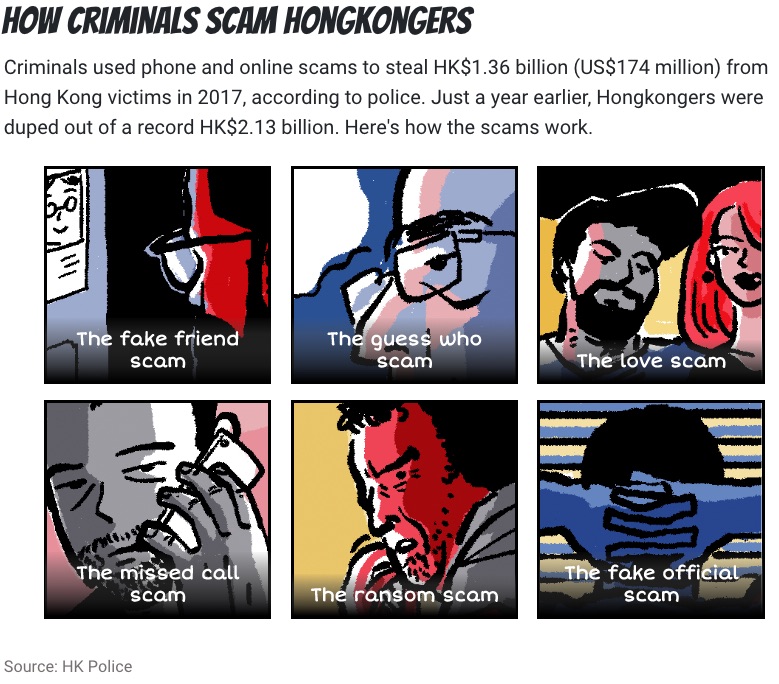 HOW CRIMINALS SCAM HONGKONGERS
Criminals used phone and online scams to steal HK$1.36 billion (US$174 million) from
Hong Kong victims in 2017, according to police. Just a year earlier, Hongkongers were
duped out of a record HK$2.13 billion. Here's how the scams work.
The fake friend
scam
The guess who
scam
The love scam
The missed call
scam
The ransom scam
The fake official
scam
Source: HK Police